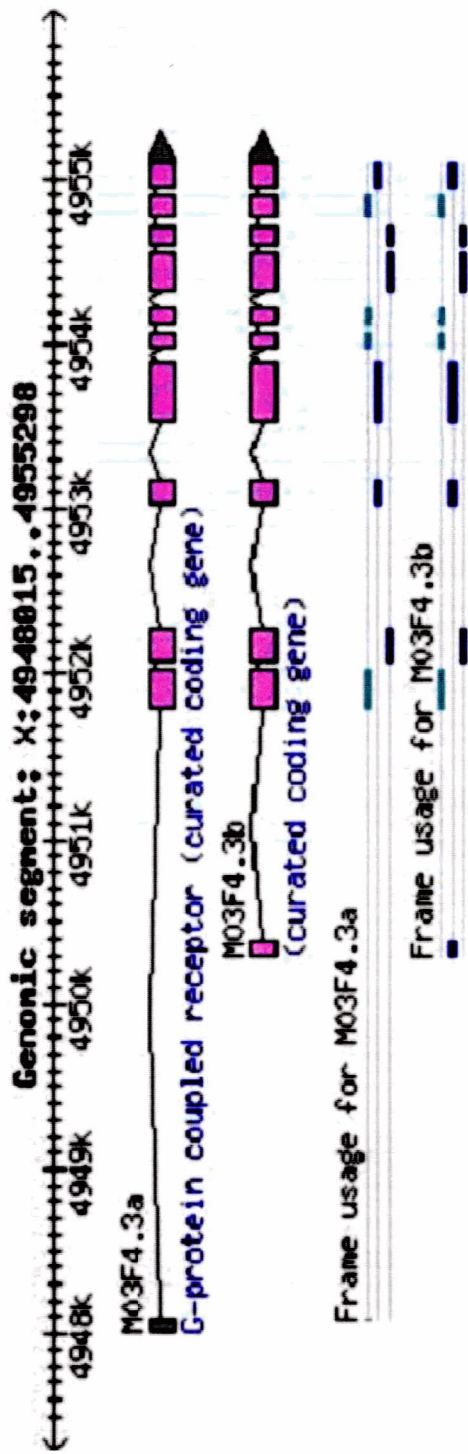 Genomic segment: X:4948015..4955298
4948k 4949k 4950k 4951k 4952k 4953k 4954k 4955k
M03F4.3a
G-protein coupled receptor (curated coding gene)
M03F4.3b
(curated coding gene)
Frame usage for M03F4.3a
Frame usage for M03F4.3b